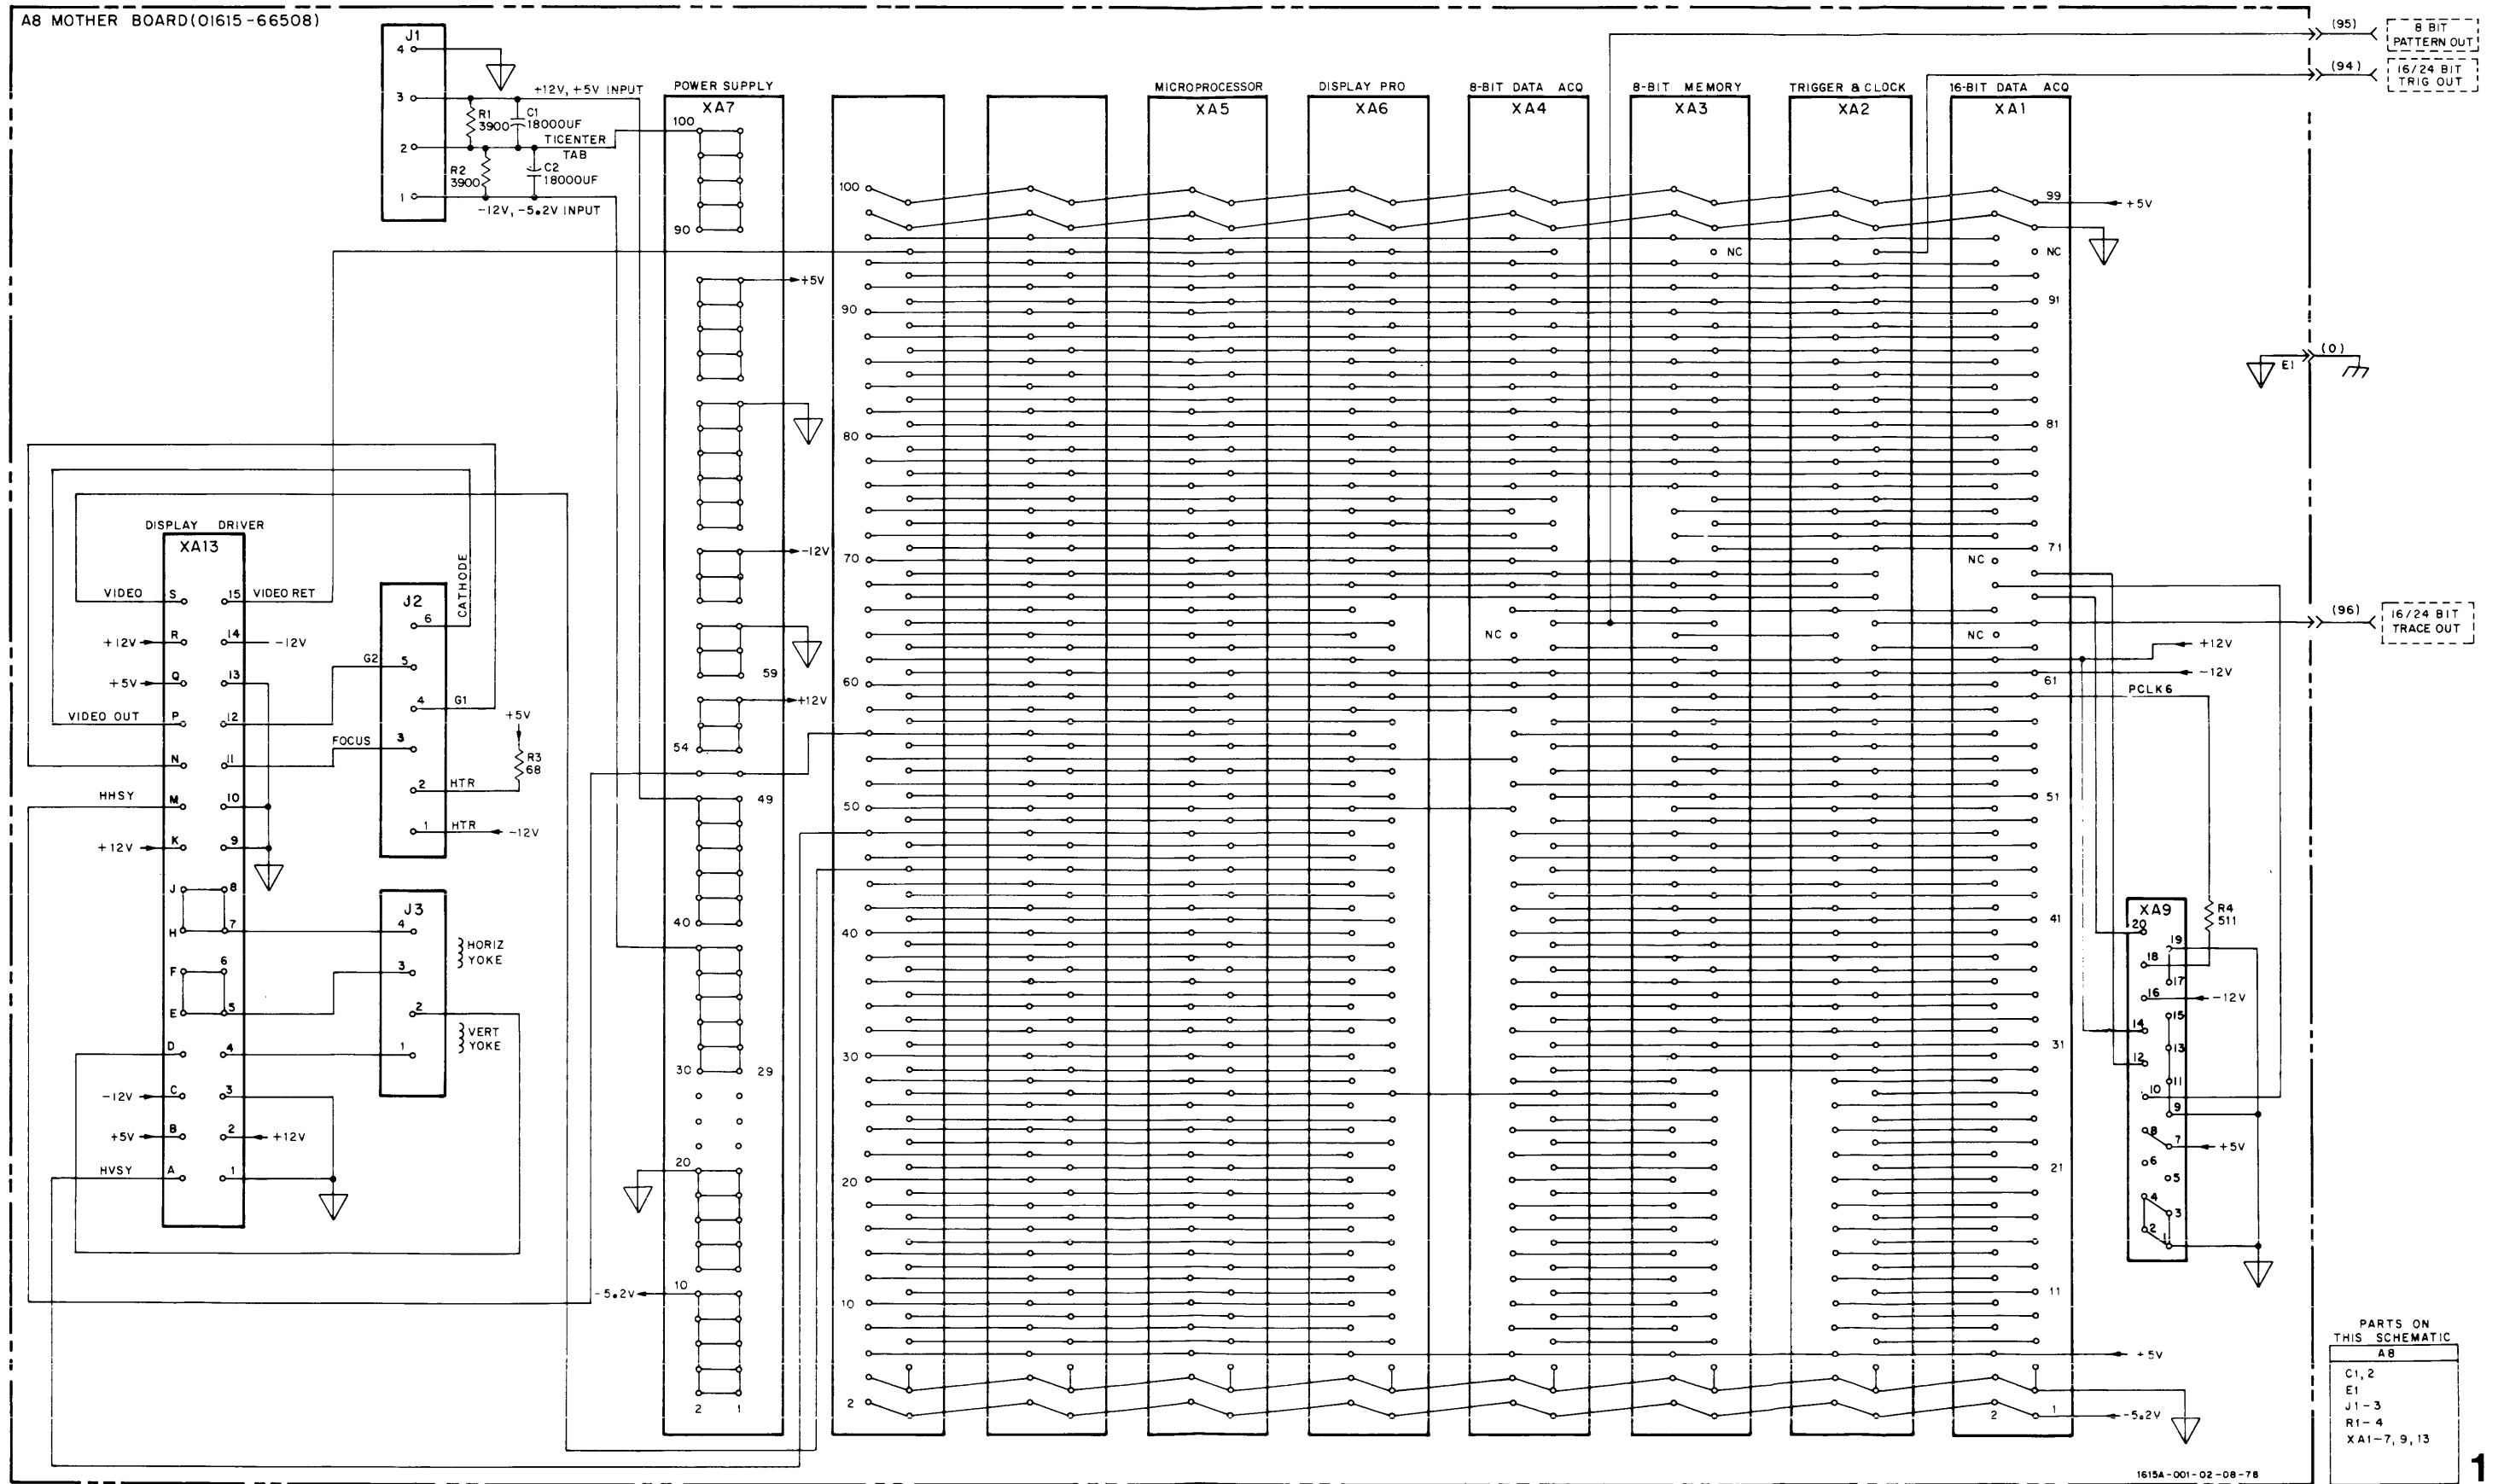 A8 MOTHER BOARD(01615-66508)
(95)
8 BIT
PATTERN OUT
(94)
16/24 BIT
TRIG OUT
J1
4
3
2
1
+12V, +5V INPUT
R1
3900
C1
18000UF
TICENTER
TAB
R2
3900
C2
18000UF
-12V, -5.2V INPUT
POWER SUPPLY
XA7
100
90
+5V
-12V
59
+12V
54
49
40
30
29
20
10
-5.2V
2
1
MICROPROCESSOR
XA5
DISPLAY PRO
XA6
8-BIT DATA ACQ
XA4
8-BIT MEMORY
XA3
TRIGGER & CLOCK
XA2
16-BIT DATA ACQ
XA1
100
90
80
70
60
50
40
30
20
10
2
NC
NC
99
+5V
NC
91
81
71
NC
NC
61
51
41
31
21
11
2
1
+5V
-5.2V
(0)
E1
(96)
16/24 BIT
TRACE OUT
+12V
-12V
PCLK6
R4
511
XA9
20
19
18
17
16
-12V
15
14
13
12
11
10
9
8
7
+5V
6
5
4
3
2
1
DISPLAY DRIVER
XA13
VIDEO
S
15
VIDEO RET
+12V
R
14
-12V
+5V
Q
13
VIDEO OUT
P
12
N
11
FOCUS
HHSY
M
10
+12V
K
9
J
8
H
7
F
6
E
5
D
4
-12V
C
3
+5V
B
2
+12V
HVSY
A
1
J2
CATHODE
6
G2
5
4
G1
3
2
HTR
1
HTR
-12V
+5V
R3
68
J3
4
HORIZ
YOKE
3
2
VERT
YOKE
1
PARTS ON
THIS SCHEMATIC
A8
C1, 2
E1
J1-3
R1-4
XA1-7, 9, 13
1615A-001-02-08-78
1